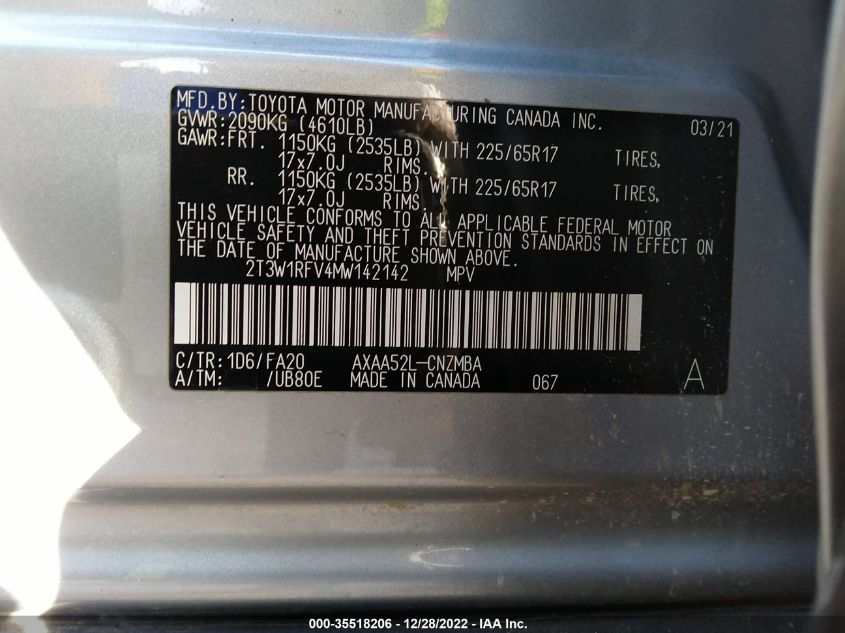 MFD.BY:TOYOTA MOTOR MANUFACTURING CANADA INC. 03/21
GVWR:2090KG (4610LB)
GAWR:FRT. 1150KG (2535LB) WITH 225/65R17 TIRES,
17x7.0J RIMS.
RR. 1150KG (2535LB) WITH 225/65R17 TIRES,
17x7.0J RIMS
THIS VEHICLE CONFORMS TO ALL APPLICABLE FEDERAL MOTOR
VEHICLE SAFETY AND THEFT PREVENTION STANDARDS IN EFFECT ON
THE DATE OF MANUFACTURE SHOWN ABOVE.
2T3W1RFV4MW142142 MPV
C/TR:1D6/FA20 AXAA52L-CNZMBA
A/TM: /UB80E MADE IN CANADA 067 A
000-35518206 - 12/28/2022 - IAA Inc.